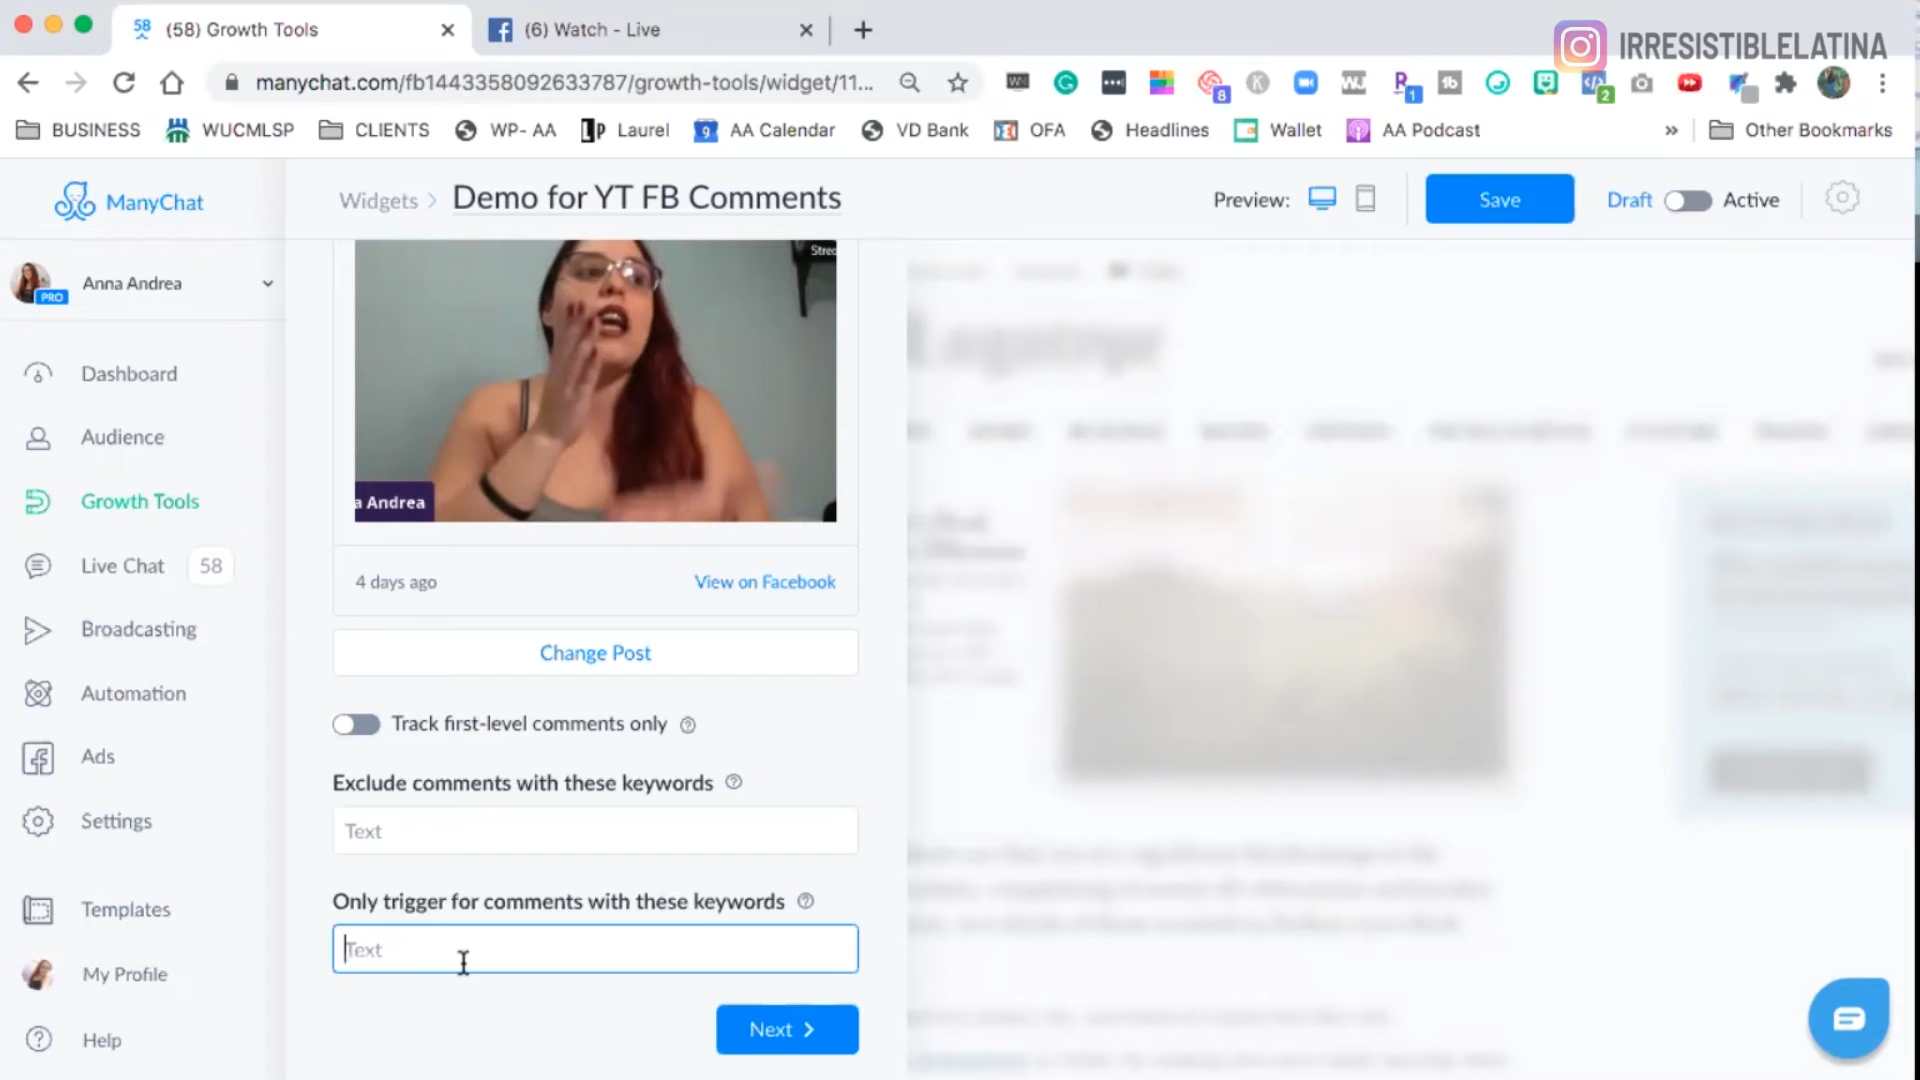 (58) Growth Tools
(6) Watch - Live
IRRESISTIBLELATINA
manychat.com/fb1443358092633787/growth-tools/widget/11...
8
1
2
BUSINESS
WUCMLSP
CLIENTS
WP- AA
Laurel
AA Calendar
VD Bank
OFA
Headlines
Wallet
AA Podcast
Other Bookmarks
ManyChat
Widgets
Demo for YT FB Comments
Preview:
Save
Draft
Active
Anna Andrea
PRO
Dashboard
Audience
Growth Tools
Live Chat 58
Broadcasting
Automation
Ads
Settings
Templates
My Profile
Help
a Andrea
4 days ago
View on Facebook
Change Post
Track first-level comments only
Exclude comments with these keywords
Text
Only trigger for comments with these keywords
Text
Next